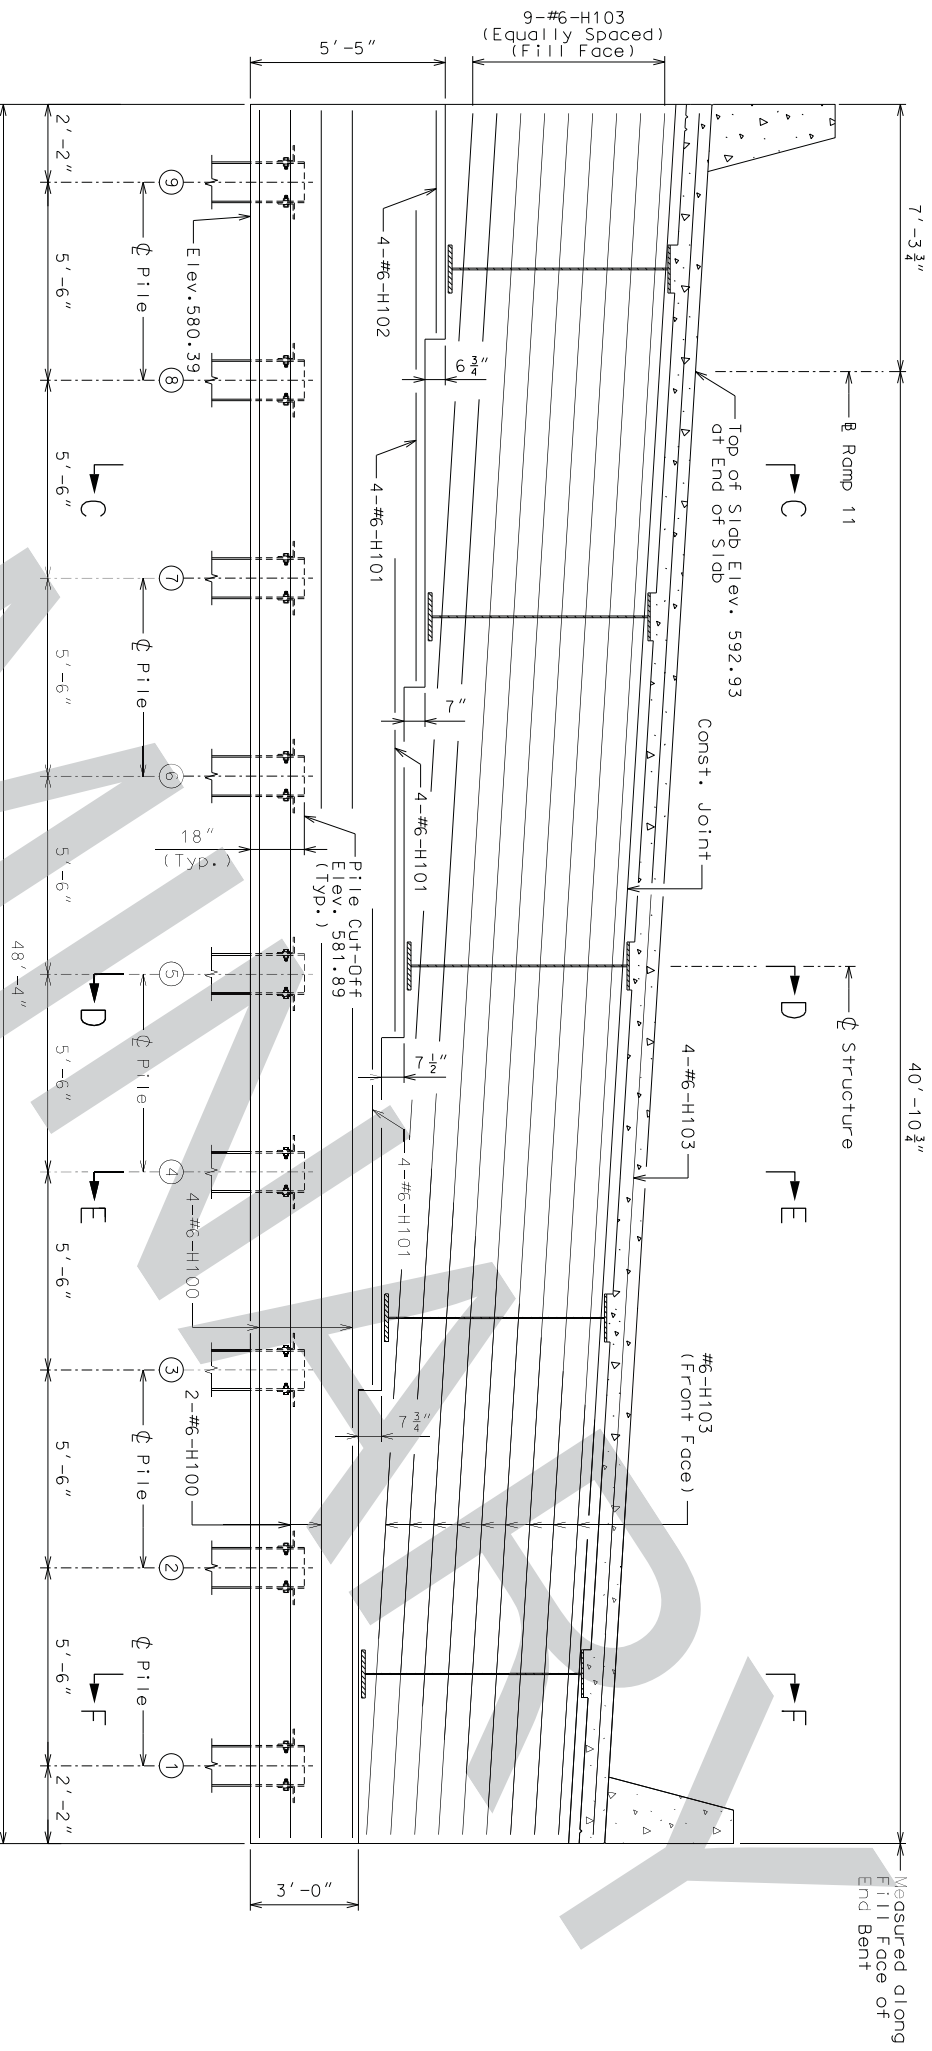 9-#6-H103
(Equally Spaced)
(Fill Face)
5'-5"
7'-3 3/4"
40'-10 3/4"
Measured along
Fill Face of
End Bent
℄ Ramp 11
Top of Slab Elev. 592.93
at End of Slab
C
C
Const. Joint
℄ Structure
D
D
4-#6-H103
E
E
#6-H103
(Front Face)
F
F
4-#6-H102
6 3/4"
4-#6-H101
7"
4-#6-H101
7 1/2"
4-#6-H101
7 3/4"
Elev. 580.39
18"
(Typ.)
Pile Cut-Off
Elev. 581.89
(Typ.)
4-#6-H100
2-#6-H100
3'-0"
9
8
7
6
5
4
3
2
1
℄ Pile
℄ Pile
℄ Pile
℄ Pile
℄ Pile
2'-2"
5'-6"
5'-6"
5'-6"
5'-6"
5'-6"
5'-6"
5'-6"
5'-6"
2'-2"
48'-4"